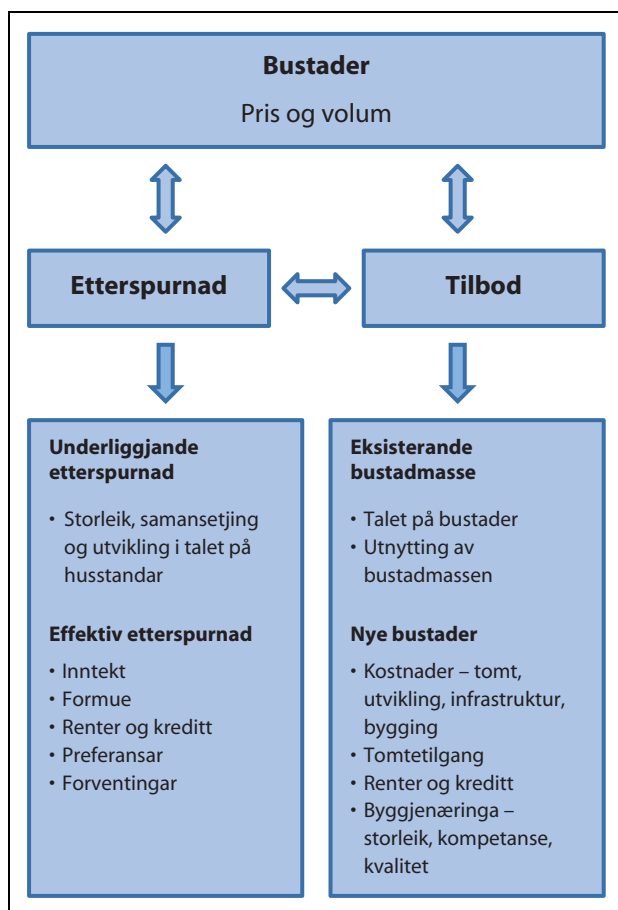 Bustader
Pris og volum
Etterspurnad
Tilbod
Underliggjande
etterspurnad
• Storleik, samansetjing
og utvikling i talet på
husstandar
Effektiv etterspurnad
• Inntekt
• Formue
• Renter og kreditt
• Preferansar
• Forventingar
Eksisterande
bustadmasse
• Talet på bustader
• Utnytting av
bustadmassen
Nye bustader
• Kostnader – tomt,
utvikling, infrastruktur,
bygging
• Tomtetilgang
• Renter og kreditt
• Byggjenæringa –
storleik, kompetanse,
kvalitet